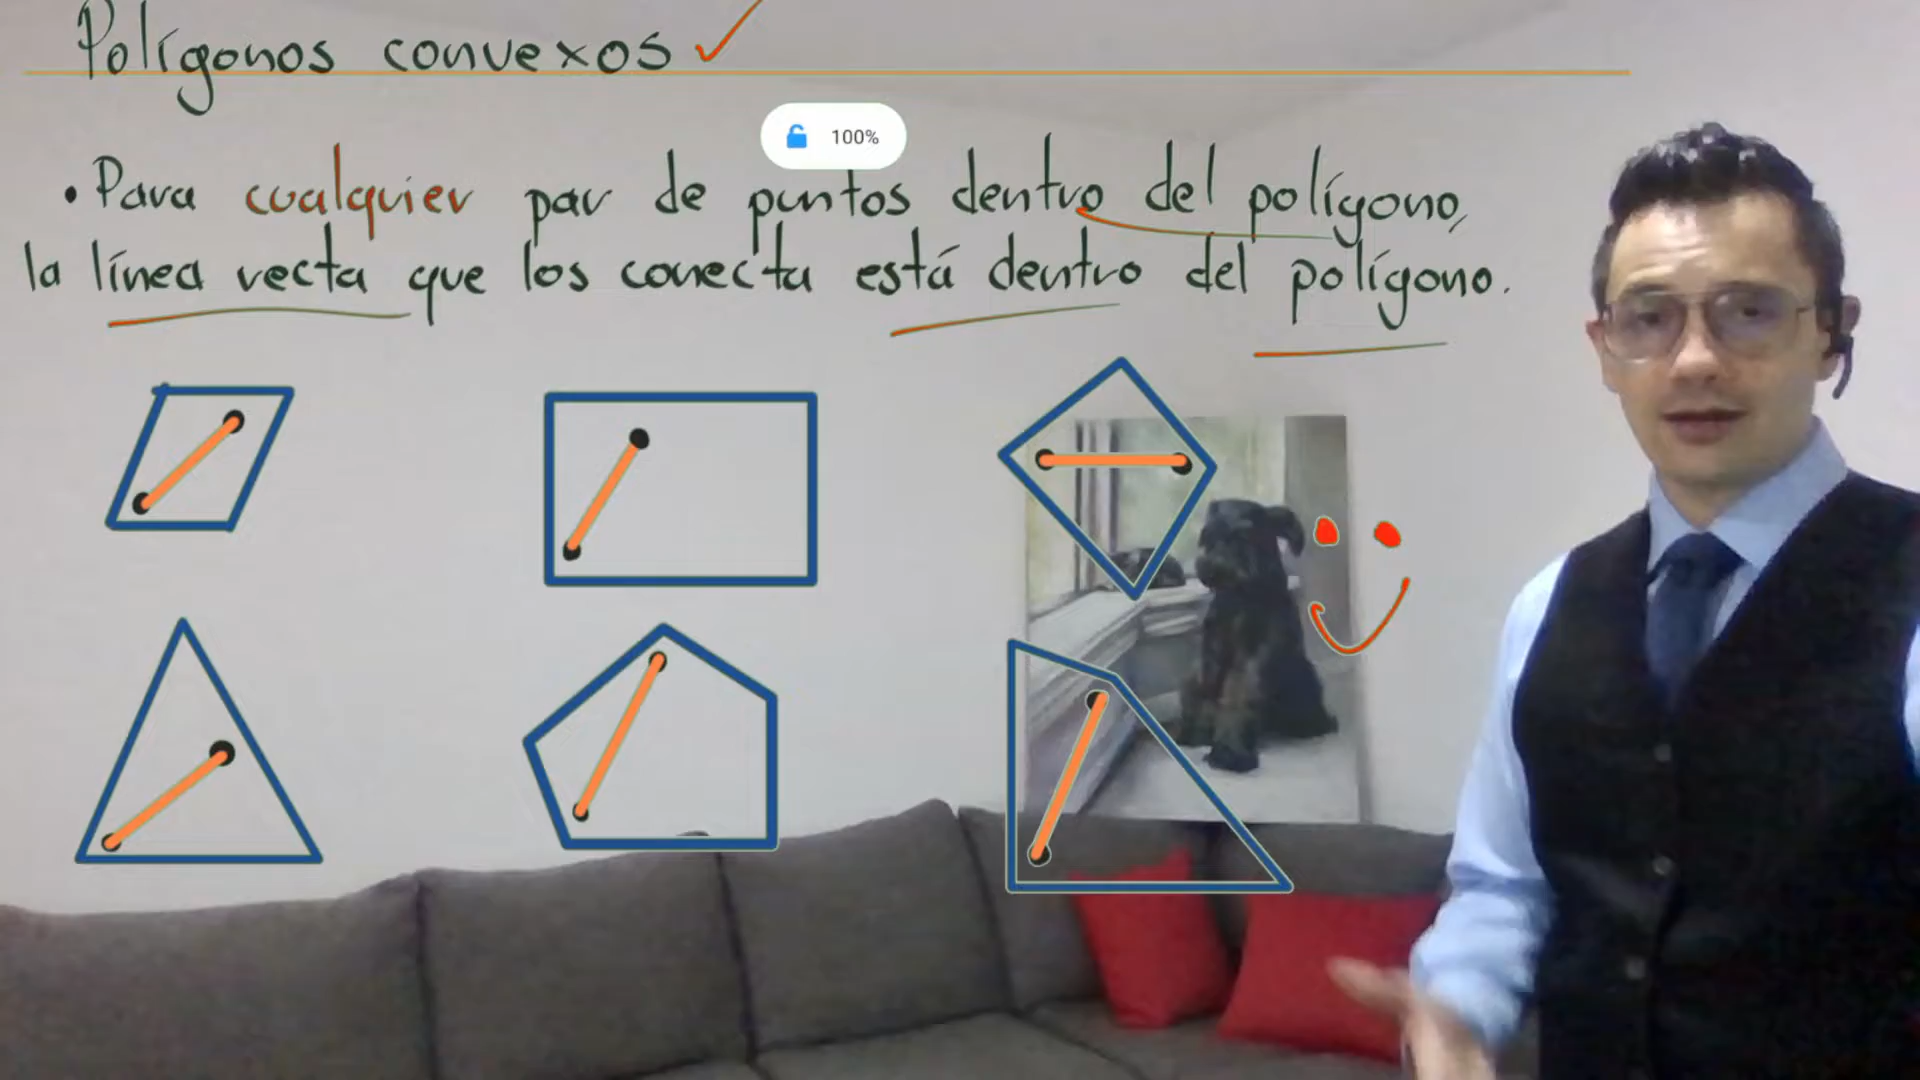 Polígonos convexos
100%
• Para cualquier par de puntos dentro del polígono,
la línea recta que los conecta está dentro del polígono.